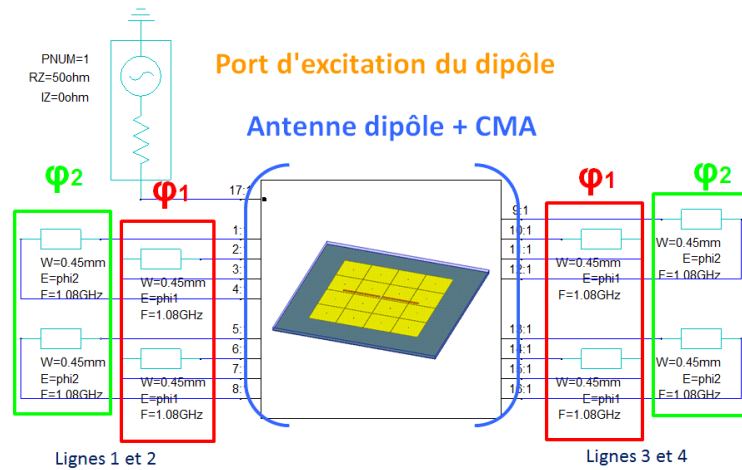 PNUM=1
RZ=50ohm
IZ=0ohm
Port d'excitation du dipôle
Antenne dipôle + CMA
φ2
φ1
φ1
φ2
17:1
1:
2:
3:
4:
5:
6:
7:
8:
9:1
10:1
11:1
12:1
13:1
14:1
15:1
16:1
W=0.45mm
E=phi2
F=1.08GHz
W=0.45mm
E=phi1
F=1.08GHz
W=0.45mm
E=phi1
F=1.08GHz
W=0.45mm
E=phi2
F=1.08GHz
W=0.45mm
E=phi2
F=1.08GHz
W=0.45mm
E=phi1
F=1.08GHz
W=0.45mm
E=phi1
F=1.08GHz
W=0.45mm
E=phi2
F=1.08GHz
Lignes 1 et 2
Lignes 3 et 4